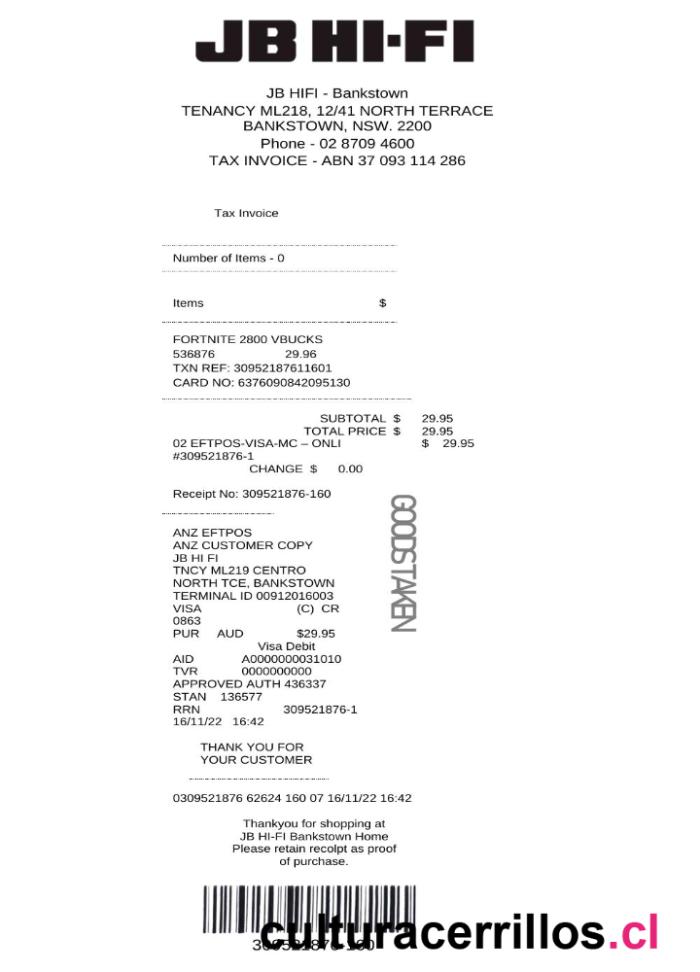 JB HI-FI
JB HIFI - Bankstown
TENANCY ML218, 12/41 NORTH TERRACE
BANKSTOWN, NSW. 2200
Phone - 02 8709 4600
TAX INVOICE - ABN 37 093 114 286
Tax Invoice
Number of Items - 0
Items $
FORTNITE 2800 VBUCKS
536876 29.96
TXN REF: 30952187611601
CARD NO: 6376090842095130
SUBTOTAL $ 29.95
TOTAL PRICE $ 29.95
02 EFTPOS-VISA-MC – ONLI $ 29.95
#309521876-1
CHANGE $ 0.00
Receipt No: 309521876-160
GOODS TAKEN
ANZ EFTPOS
ANZ CUSTOMER COPY
JB HI FI
TNCY ML219 CENTRO
NORTH TCE, BANKSTOWN
TERMINAL ID 00912016003
VISA (C) CR
0863
PUR AUD $29.95
Visa Debit
AID A0000000031010
TVR 0000000000
APPROVED AUTH 436337
STAN 136577
RRN 309521876-1
16/11/22 16:42
THANK YOU FOR
YOUR CUSTOMER
0309521876 62624 160 07 16/11/22 16:42
Thankyou for shopping at
JB HI-FI Bankstown Home
Please retain recolpt as proof
of purchase.
culturacerrillos.cl
309521876-160